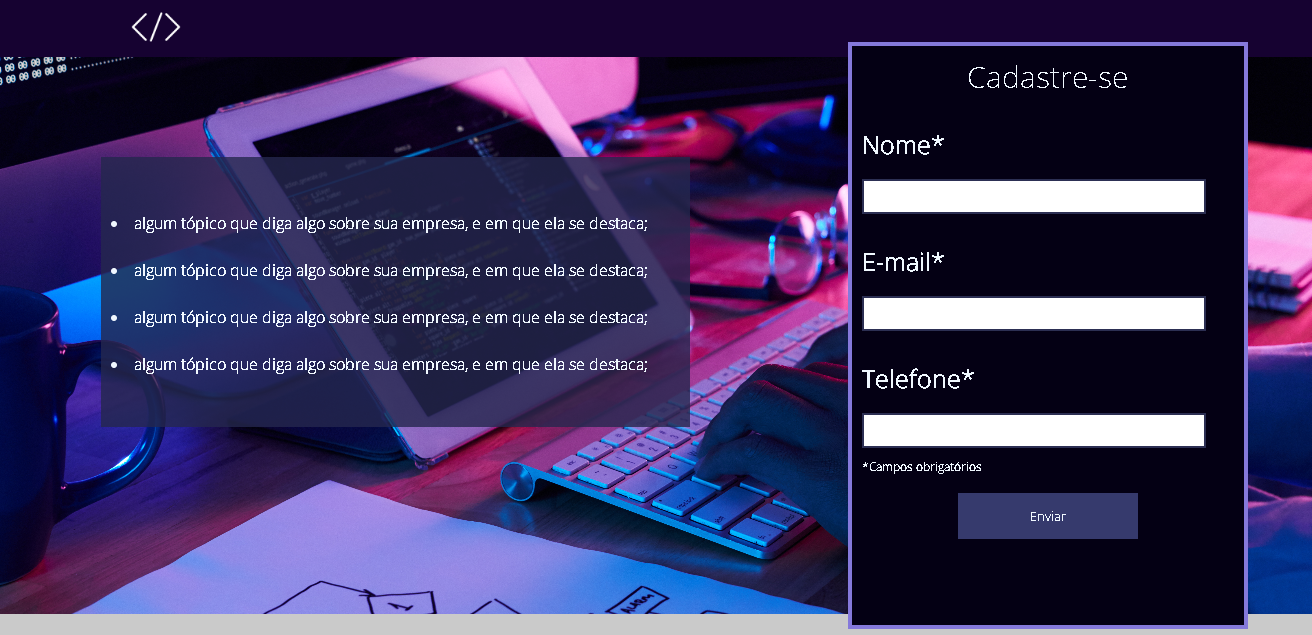 </>
algum tópico que diga algo sobre sua empresa, e em que ela se destaca;
algum tópico que diga algo sobre sua empresa, e em que ela se destaca;
algum tópico que diga algo sobre sua empresa, e em que ela se destaca;
algum tópico que diga algo sobre sua empresa, e em que ela se destaca;
Cadastre-se
Nome*
E-mail*
Telefone*
*Campos obrigatórios
Enviar